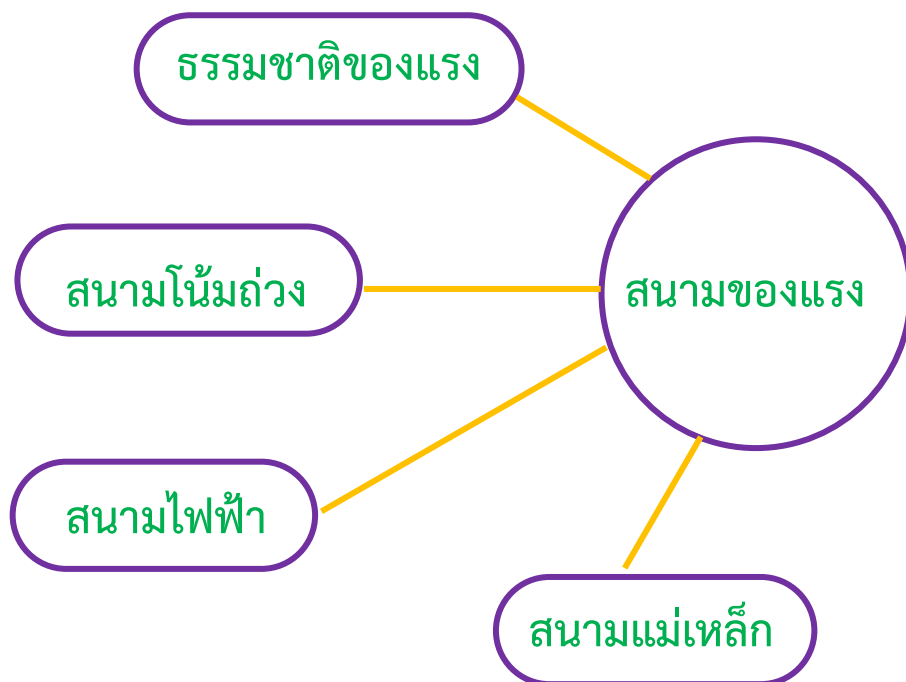 ธรรมชาติของแรง
สนามโน้มถ่วง
สนามของแรง
สนามไฟฟ้า
สนามแม่เหล็ก